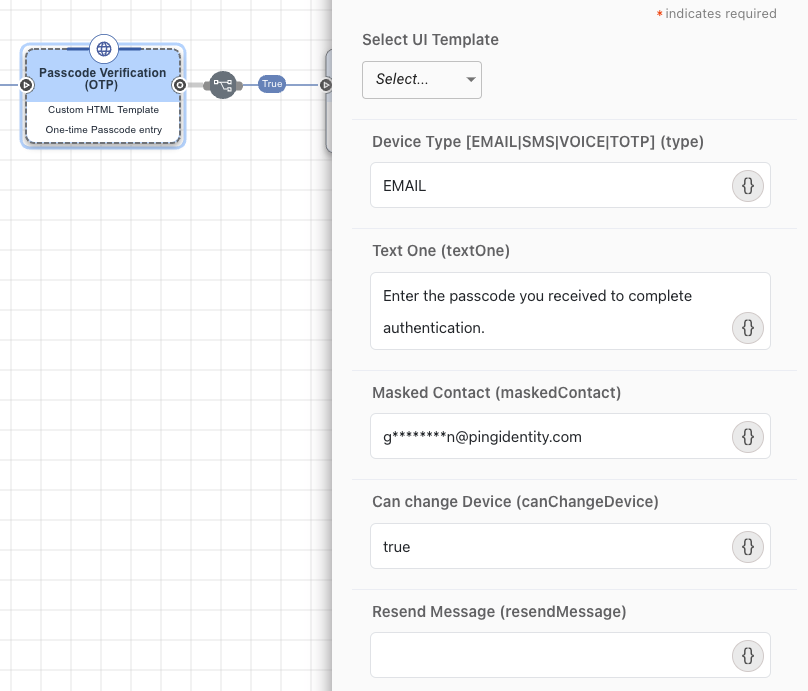 * indicates required
Select UI Template
Select...
Passcode Verification
(OTP)
Custom HTML Template
One-time Passcode entry
True
Device Type [EMAIL|SMS|VOICE|TOTP] (type)
EMAIL
{}
Text One (textOne)
Enter the passcode you received to complete
authentication.
{}
Masked Contact (maskedContact)
g********n@pingidentity.com
{}
Can change Device (canChangeDevice)
true
{}
Resend Message (resendMessage)
{}